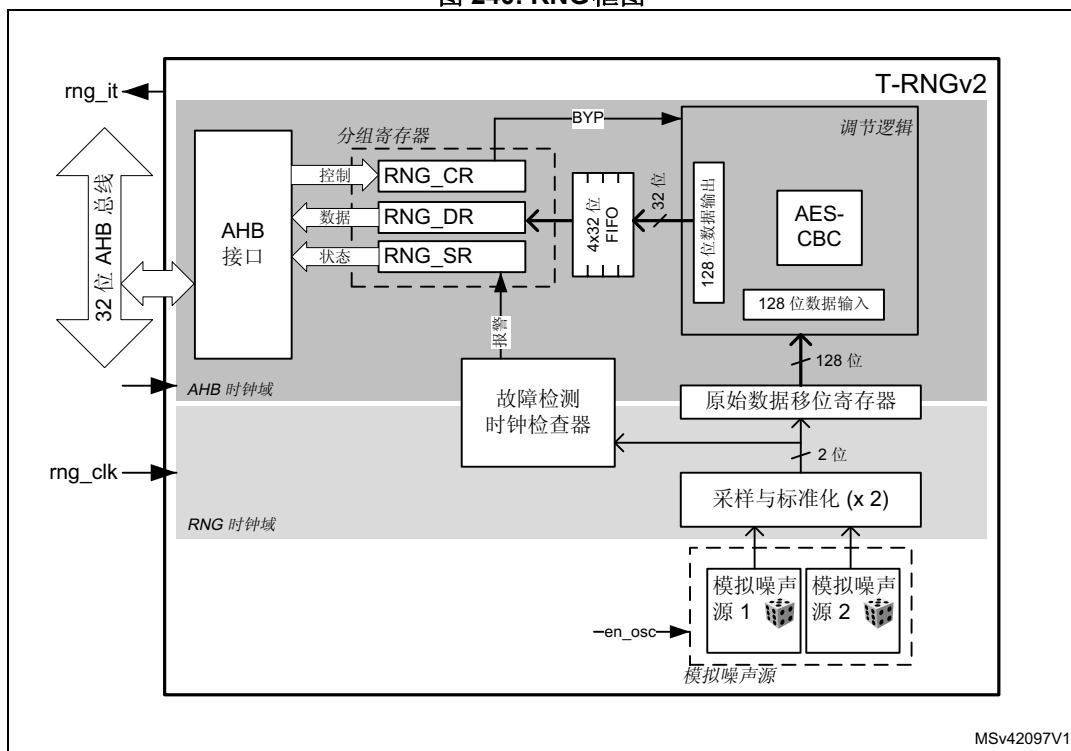 图 240. RNG框图
T-RNGv2
rng_it
32 位 AHB 总线
AHB
接口
分组寄存器
控制
RNG_CR
数据
RNG_DR
状态
RNG_SR
BYP
4x32 位
FIFO
32 位
调节逻辑
128 位数据输出
AES-
CBC
128 位数据输入
报警
128 位
AHB 时钟域
故障检测
时钟检查器
原始数据移位寄存器
2 位
rng_clk
采样与标准化 (x 2)
RNG 时钟域
模拟噪声
源 1
模拟噪声
源 2
en_osc
模拟噪声源
MSv42097V1